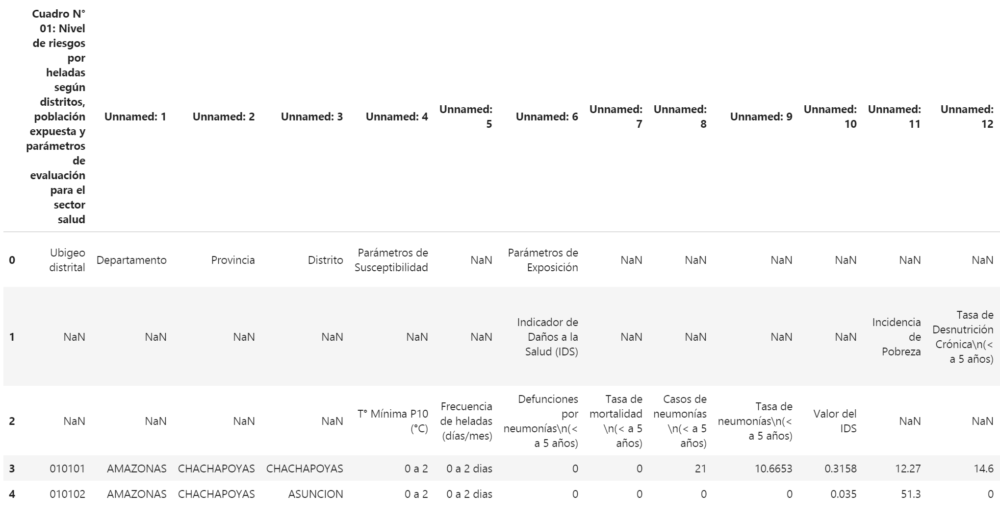 Cuadro N°
01: Nivel
de riesgos
por
heladas
según
distritos,
población
expuesta y
parámetros
de
evaluación
para el
sector
salud
Unnamed: 1
Unnamed: 2
Unnamed: 3
Unnamed: 4
Unnamed:
5
Unnamed: 6
Unnamed:
7
Unnamed:
8
Unnamed: 9
Unnamed:
10
Unnamed:
11
Unnamed:
12
0
Ubigeo
distrital
Departamento
Provincia
Distrito
Parámetros de
Susceptibilidad
NaN
Parámetros de
Exposición
NaN
NaN
NaN
NaN
NaN
NaN
1
NaN
NaN
NaN
NaN
NaN
NaN
Indicador de
Daños a la
Salud (IDS)
NaN
NaN
NaN
NaN
Incidencia
de
Pobreza
Tasa de
Desnutrición
Crónica\n(<
a 5 años)
2
NaN
NaN
NaN
NaN
T° Mínima P10
(°C)
Frecuencia
de heladas
(días/mes)
Defunciones
por
neumonías\n(<
a 5 años)
Tasa de
mortalidad
\n(< a 5
años)
Casos de
neumonías
\n(< a 5
años)
Tasa de
neumonías\n(<
a 5 años)
Valor del
IDS
NaN
NaN
3
010101
AMAZONAS
CHACHAPOYAS
CHACHAPOYAS
0 a 2
0 a 2 dias
0
0
21
10.6653
0.3158
12.27
14.6
4
010102
AMAZONAS
CHACHAPOYAS
ASUNCION
0 a 2
0 a 2 dias
0
0
0
0
0.035
51.3
0